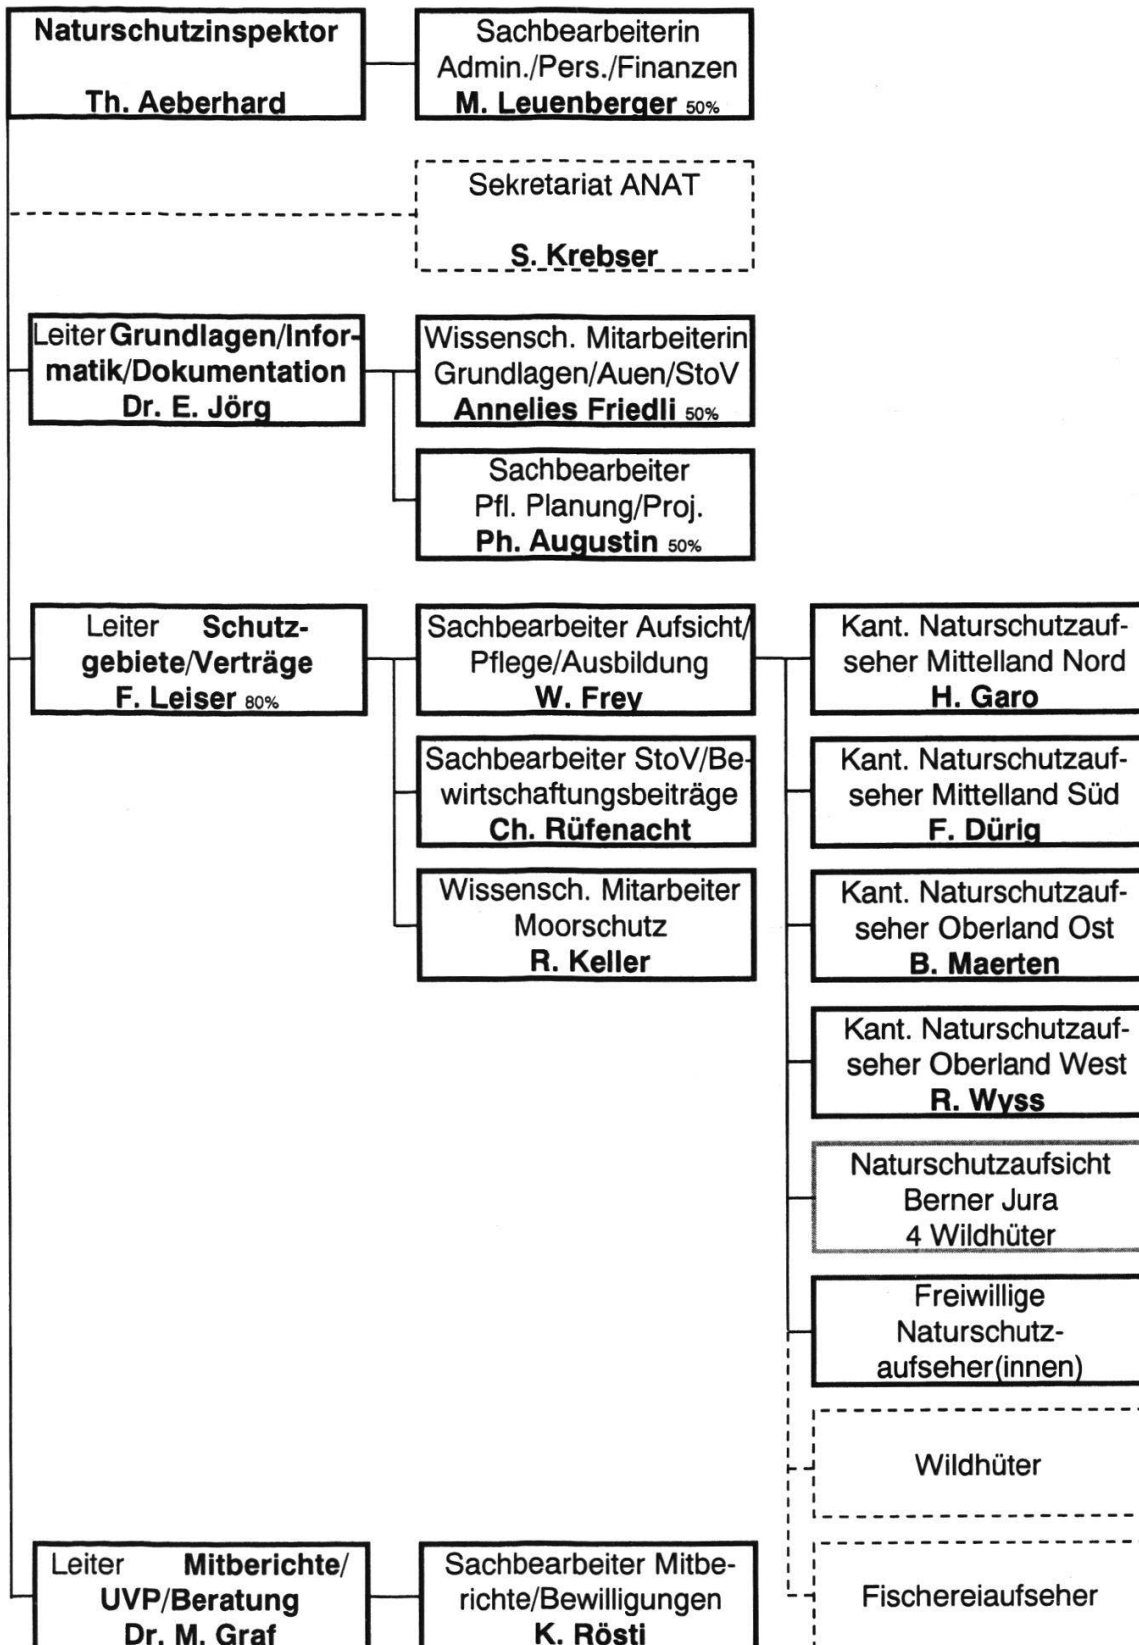 Naturschutzinspektor
Th. Aeberhard
Sachbearbeiterin
Admin./Pers./Finanzen
M. Leuenberger 50%
Sekretariat ANAT
S. Krebser
Leiter Grundlagen/Infor-
matik/Dokumentation
Dr. E. Jörg
Wissensch. Mitarbeiterin
Grundlagen/Auen/StoV
Annelies Friedli 50%
Sachbearbeiter
Pfl. Planung/Proj.
Ph. Augustin 50%
Leiter Schutz-
gebiete/Verträge
F. Leiser 80%
Sachbearbeiter Aufsicht/
Pflege/Ausbildung
W. Frey
Kant. Naturschutzauf-
seher Mittelland Nord
H. Garo
Sachbearbeiter StoV/Be-
wirtschaftungsbeiträge
Ch. Rüfenacht
Kant. Naturschutzauf-
seher Mittelland Süd
F. Dürig
Wissensch. Mitarbeiter
Moorschutz
R. Keller
Kant. Naturschutzauf-
seher Oberland Ost
B. Maerten
Kant. Naturschutzauf-
seher Oberland West
R. Wyss
Naturschutzaufsicht
Berner Jura
4 Wildhüter
Freiwillige
Naturschutz-
aufseher(innen)
Wildhüter
Leiter Mitberichte/
UVP/Beratung
Dr. M. Graf
Sachbearbeiter Mitbe-
richte/Bewilligungen
K. Rösti
Fischereiaufseher